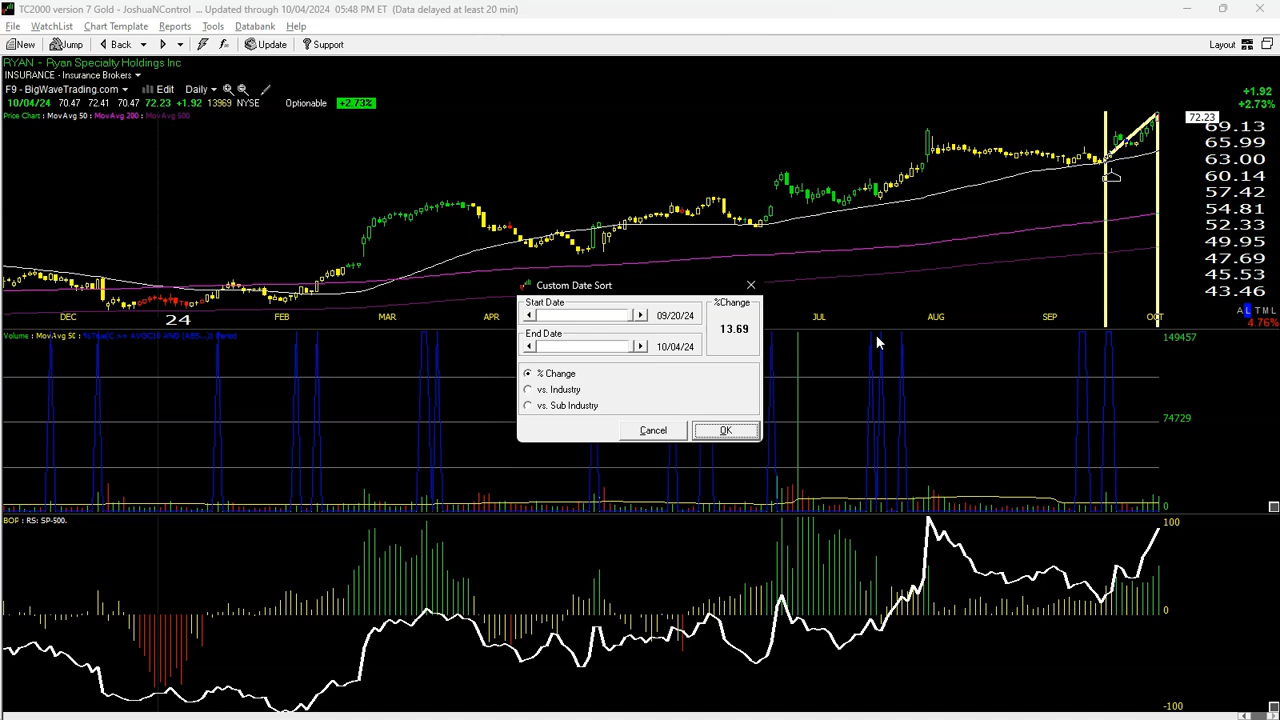 TC2000 version 7 Gold - JoshuaNControl ... Updated through 10/04/2024 05:48 PM ET (Data delayed at least 20 min)
File WatchList Chart Template Reports Tools Databank Help
New Jump Back Update Support Layout
RYAN - Ryan Specialty Holdings Inc
INSURANCE - Insurance Brokers
F9 - BigWaveTrading.com Edit Daily
+1.92
10/04/24 70.47 72.41 70.47 72.23 +1.92 13969 NYSE Optionable +2.73%
+2.73%
Price Chart : MovAvg 50 : MovAvg 200 : MovAvg 500
72.23
69.13
65.99
63.00
60.14
57.42
54.81
52.33
49.95
47.69
45.53
43.46
Custom Date Sort
Start Date
09/20/24
End Date
10/04/24
%Change
13.69
% Change
vs. Industry
vs. Sub Industry
Cancel OK
DEC 24 FEB MAR APR JUL AUG SEP OCT
A L T M L
4.76%
Volume : MovAvg 50 :
149457
74729
0
BOP : RS: SP-500.
100
0
-100